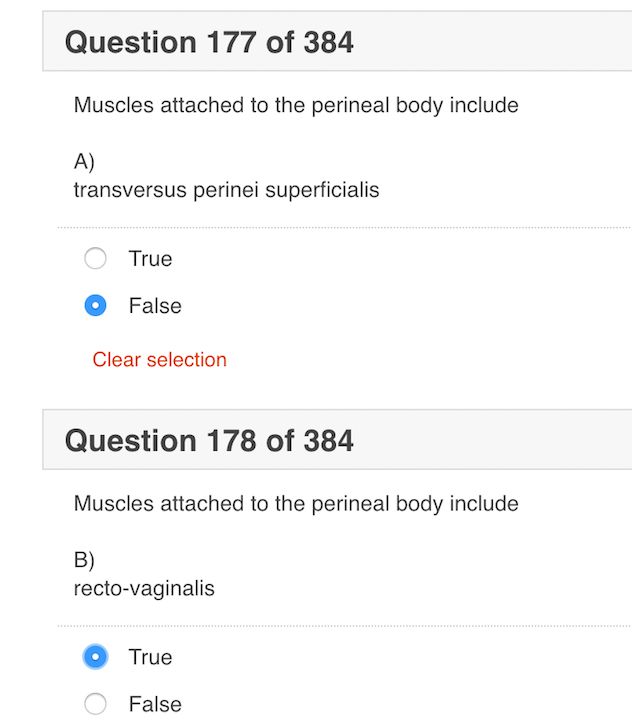 Question 177 of 384
Muscles attached to the perineal body include
A)
transversus perinei superficialis
True
False
Clear selection
Question 178 of 384
Muscles attached to the perineal body include
B)
recto-vaginalis
True
False